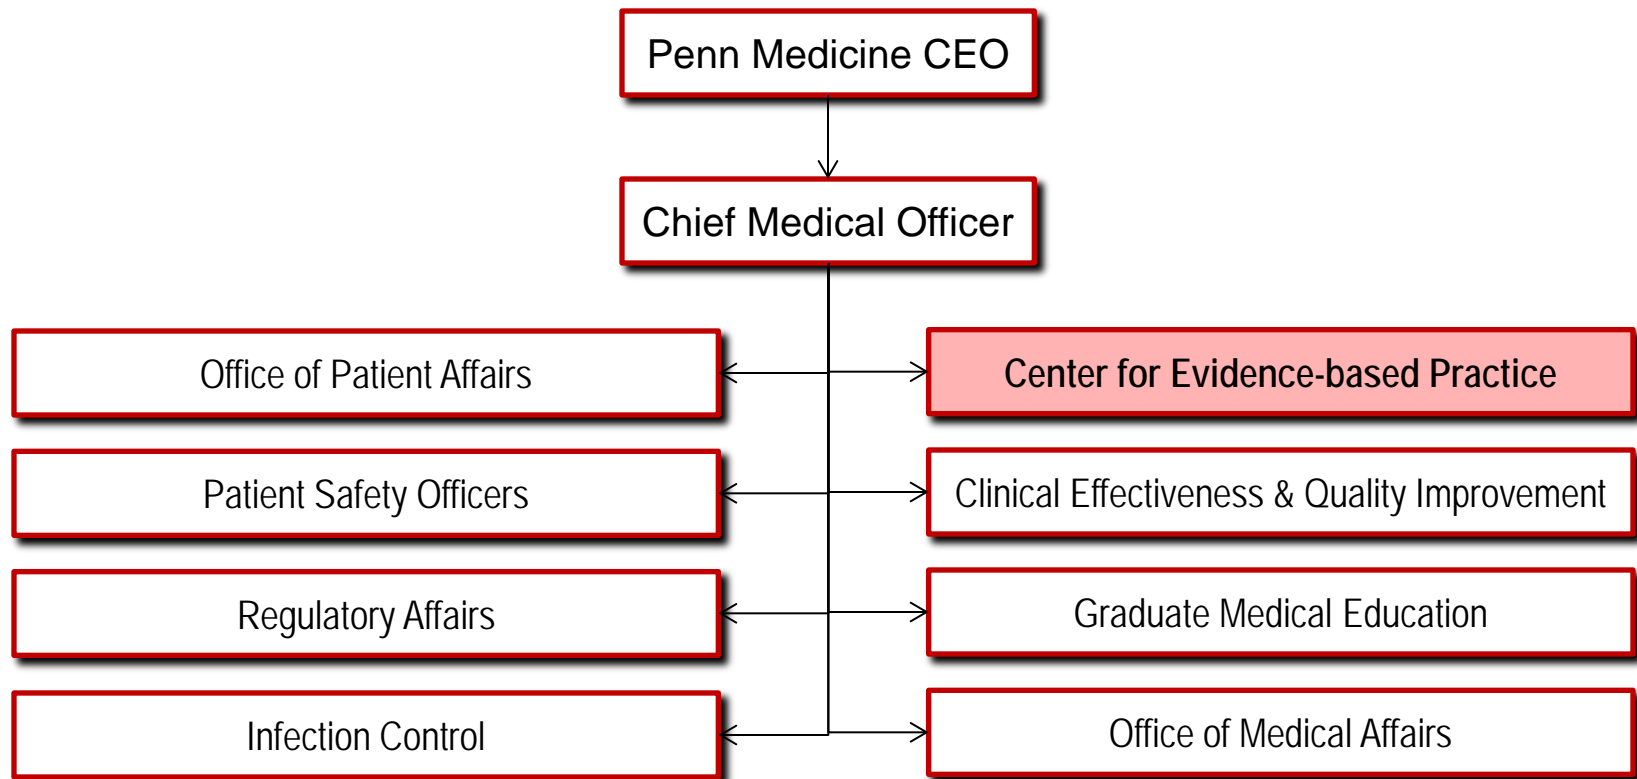 Penn Medicine CEO
Chief Medical Officer
Office of Patient Affairs
Center for Evidence-based Practice
Patient Safety Officers
Clinical Effectiveness & Quality Improvement
Regulatory Affairs
Graduate Medical Education
Infection Control
Office of Medical Affairs